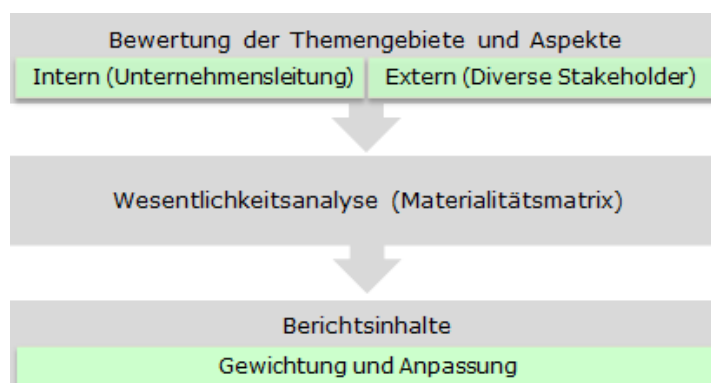 Bewertung der Themengebiete und Aspekte
Intern (Unternehmensleitung)
Extern (Diverse Stakeholder)
Wesentlichkeitsanalyse (Materialitätsmatrix)
Berichtsinhalte
Gewichtung und Anpassung